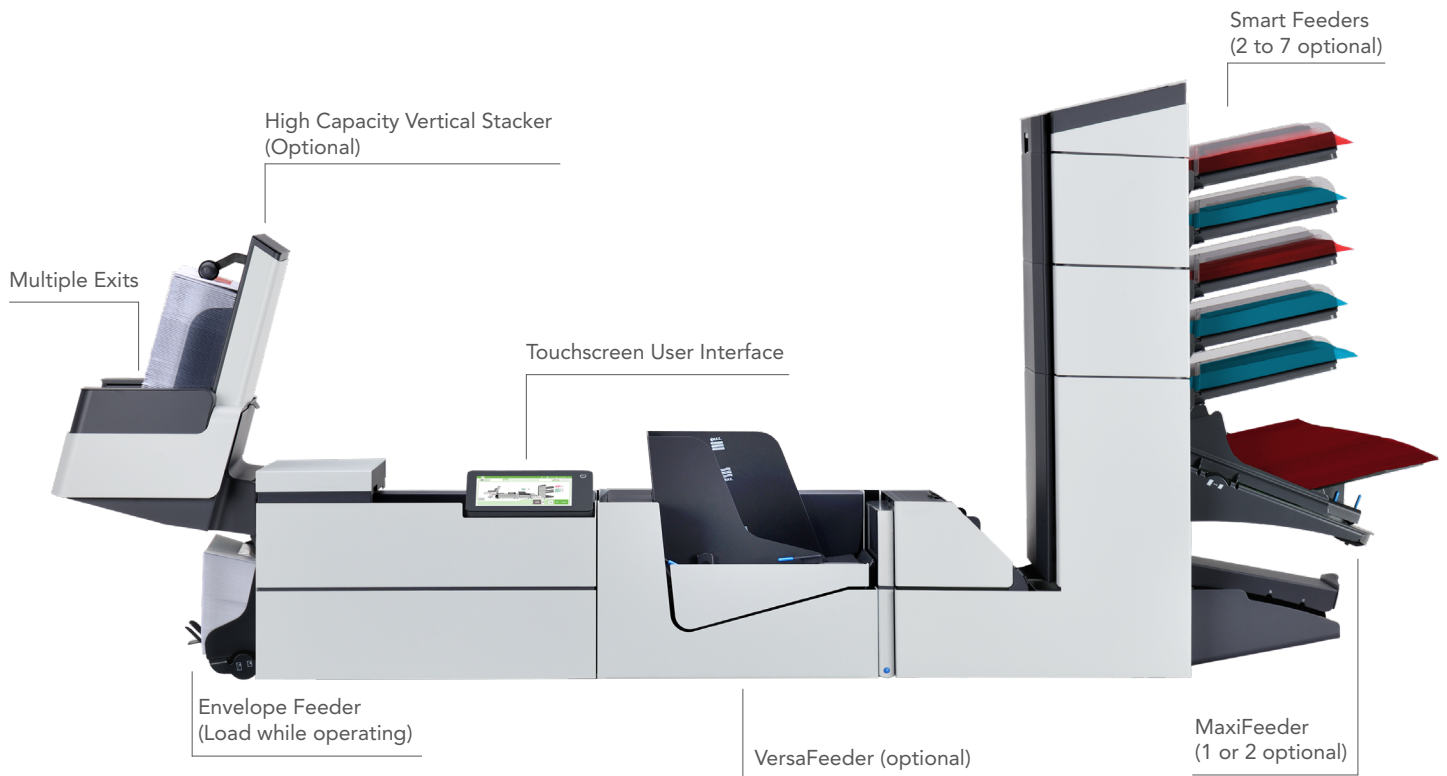 Smart Feeders
(2 to 7 optional)
High Capacity Vertical Stacker
(Optional)
Multiple Exits
Touchscreen User Interface
Envelope Feeder
(Load while operating)
VersaFeeder (optional)
MaxiFeeder
(1 or 2 optional)